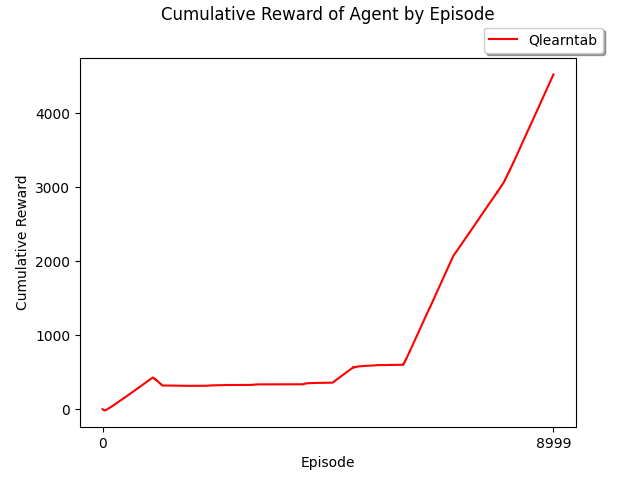 Cumulative Reward of Agent by Episode
Qlearntab
4000
3000
2000
1000
0
Cumulative Reward
0
8999
Episode